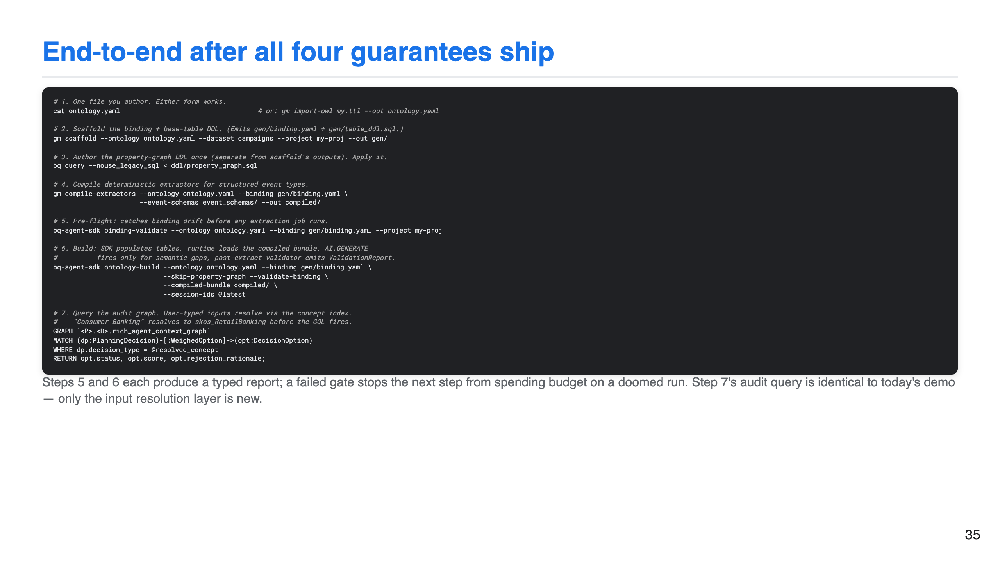 End-to-end after all four guarantees ship
# 1. One file you author. Either form works.
cat ontology.yaml                                   # or: gm import-owl my.ttl --out ontology.yaml
# 2. Scaffold the binding + base-table DDL. (Emits gen/binding.yaml + gen/table_ddl.sql.)
gm scaffold --ontology ontology.yaml --dataset campaigns --project my-proj --out gen/
# 3. Author the property-graph DDL once (separate from scaffold's outputs). Apply it.
bq query --nouse_legacy_sql < ddl/property_graph.sql
# 4. Compile deterministic extractors for structured event types.
gm compile-extractors --ontology ontology.yaml --binding gen/binding.yaml \
                      --event-schemas event_schemas/ --out compiled/
# 5. Pre-flight: catches binding drift before any extraction job runs.
bq-agent-sdk binding-validate --ontology ontology.yaml --binding gen/binding.yaml --project my-proj
# 6. Build: SDK populates tables, runtime loads the compiled bundle, AI.GENERATE
#          fires only for semantic gaps, post-extract validator emits ValidationReport.
bq-agent-sdk ontology-build --ontology ontology.yaml --binding gen/binding.yaml \
                            --skip-property-graph --validate-binding \
                            --compiled-bundle compiled/ \
                            --session-ids @latest
# 7. Query the audit graph. User-typed inputs resolve via the concept index.
#    "Consumer Banking" resolves to skos_RetailBanking before the GQL fires.
GRAPH `<P>.<D>.rich_agent_context_graph`
MATCH (dp:PlanningDecision)-[:WeighedOption]->(opt:DecisionOption)
WHERE dp.decision_type = @resolved_concept
RETURN opt.status, opt.score, opt.rejection_rationale;
Steps 5 and 6 each produce a typed report; a failed gate stops the next step from spending budget on a doomed run. Step 7's audit query is identical to today's demo
— only the input resolution layer is new.
35